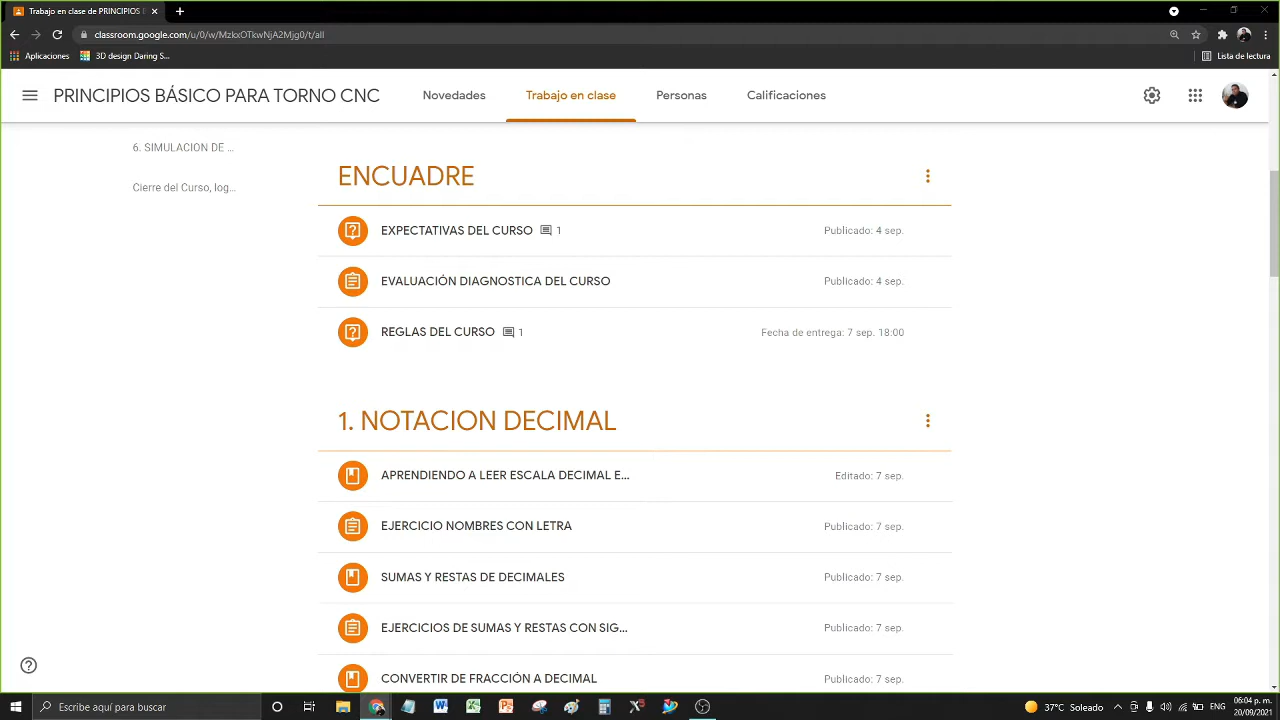 Trabajo en clase de PRINCIPIOS
classroom.google.com/u/0/w/MzkxOTkwNjA2Mjg0/t/all
Aplicaciones
3D design Daring S...
Lista de lectura
PRINCIPIOS BÁSICO PARA TORNO CNC
Novedades
Trabajo en clase
Personas
Calificaciones
6. SIMULACION DE ...
Cierre del Curso, log...
ENCUADRE
EXPECTATIVAS DEL CURSO 1
Publicado: 4 sep.
EVALUACIÓN DIAGNOSTICA DEL CURSO
Publicado: 4 sep.
REGLAS DEL CURSO 1
Fecha de entrega: 7 sep. 18:00
1. NOTACION DECIMAL
APRENDIENDO A LEER ESCALA DECIMAL E...
Editado: 7 sep.
EJERCICIO NOMBRES CON LETRA
Publicado: 7 sep.
SUMAS Y RESTAS DE DECIMALES
Publicado: 7 sep.
EJERCICIOS DE SUMAS Y RESTAS CON SIG...
Publicado: 7 sep.
CONVERTIR DE FRACCIÓN A DECIMAL
Publicado: 7 sep.
Escribe aquí para buscar
37°C Soleado
ENG
06:04 p. m.
20/09/2021